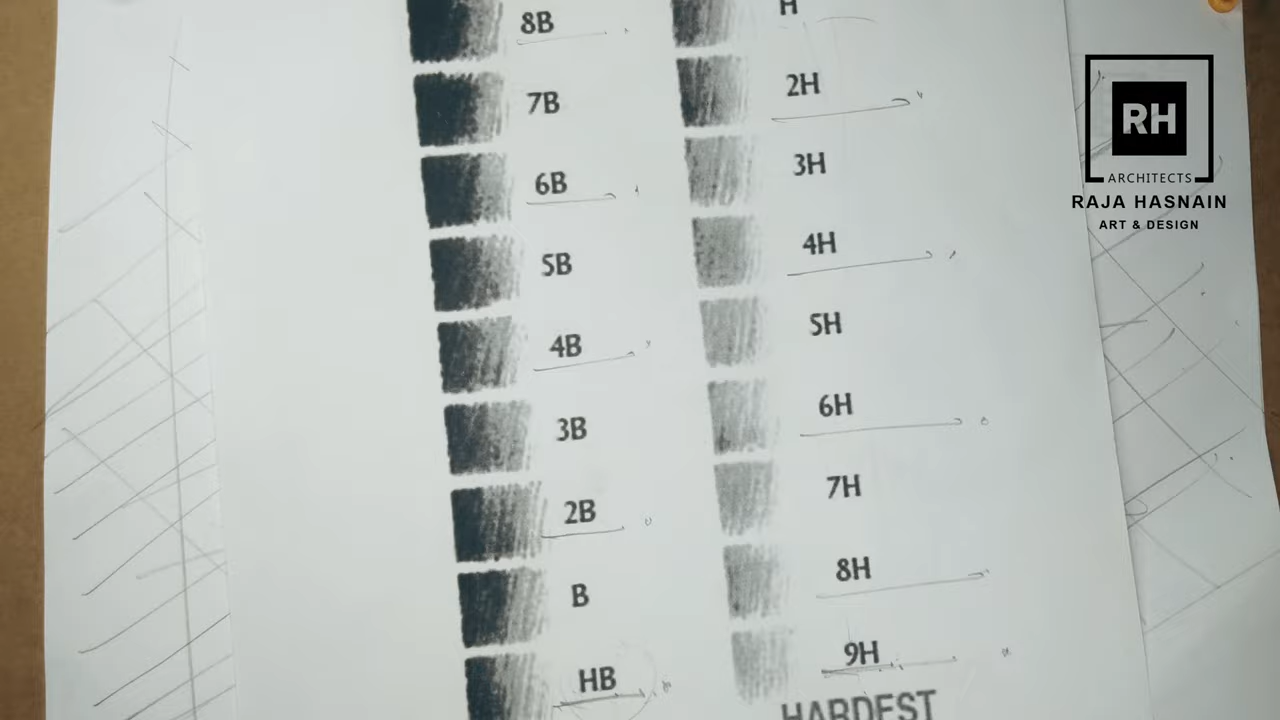 8B
7B
6B
5B
4B
3B
2B
B
HB
H
2H
3H
4H
5H
6H
7H
8H
9H
HARDEST
RH
ARCHITECTS
RAJA HASNAIN
ART & DESIGN